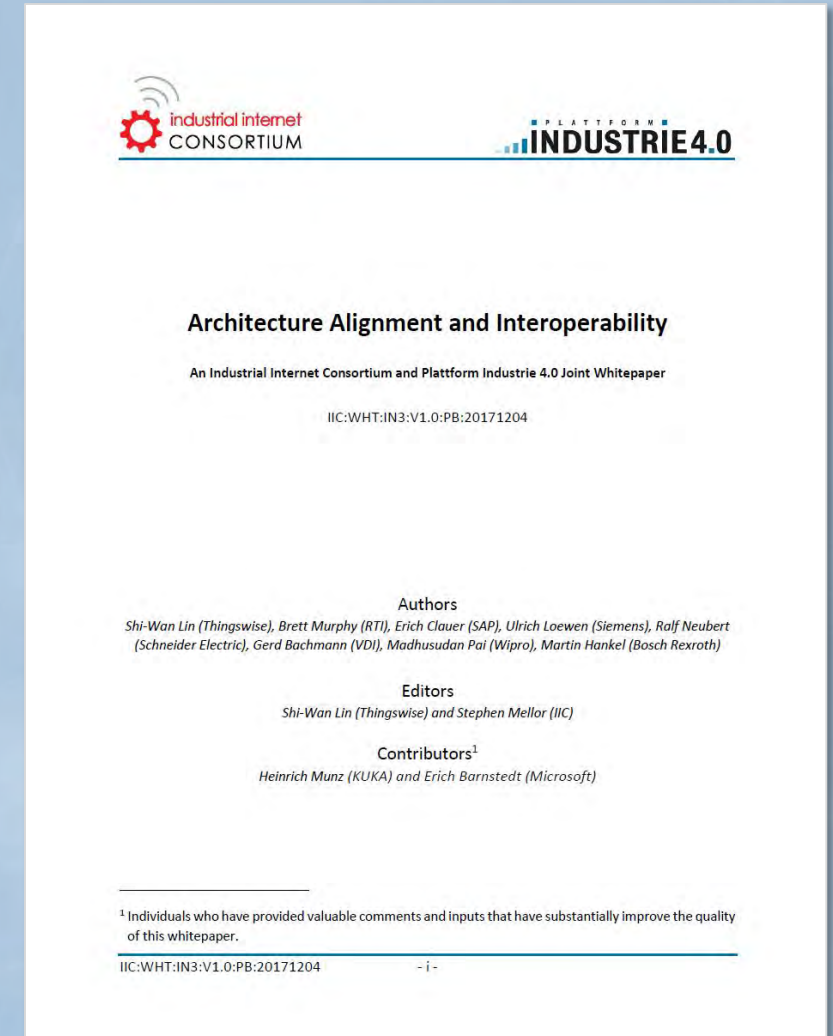 industrial internet
CONSORTIUM
PLATTFORM
INDUSTRIE4.0
Architecture Alignment and Interoperability
An Industrial Internet Consortium and Plattform Industrie 4.0 Joint Whitepaper
IIC:WHT:IN3:V1.0:PB:20171204
Authors
Shi-Wan Lin (Thingswise), Brett Murphy (RTI), Erich Clauer (SAP), Ulrich Loewen (Siemens), Ralf Neubert
(Schneider Electric), Gerd Bachmann (VDI), Madhusudan Pai (Wipro), Martin Hankel (Bosch Rexroth)
Editors
Shi-Wan Lin (Thingswise) and Stephen Mellor (IIC)
Contributors¹
Heinrich Munz (KUKA) and Erich Barnstedt (Microsoft)
¹ Individuals who have provided valuable comments and inputs that have substantially improve the quality
of this whitepaper.
IIC:WHT:IN3:V1.0:PB:20171204 - i -